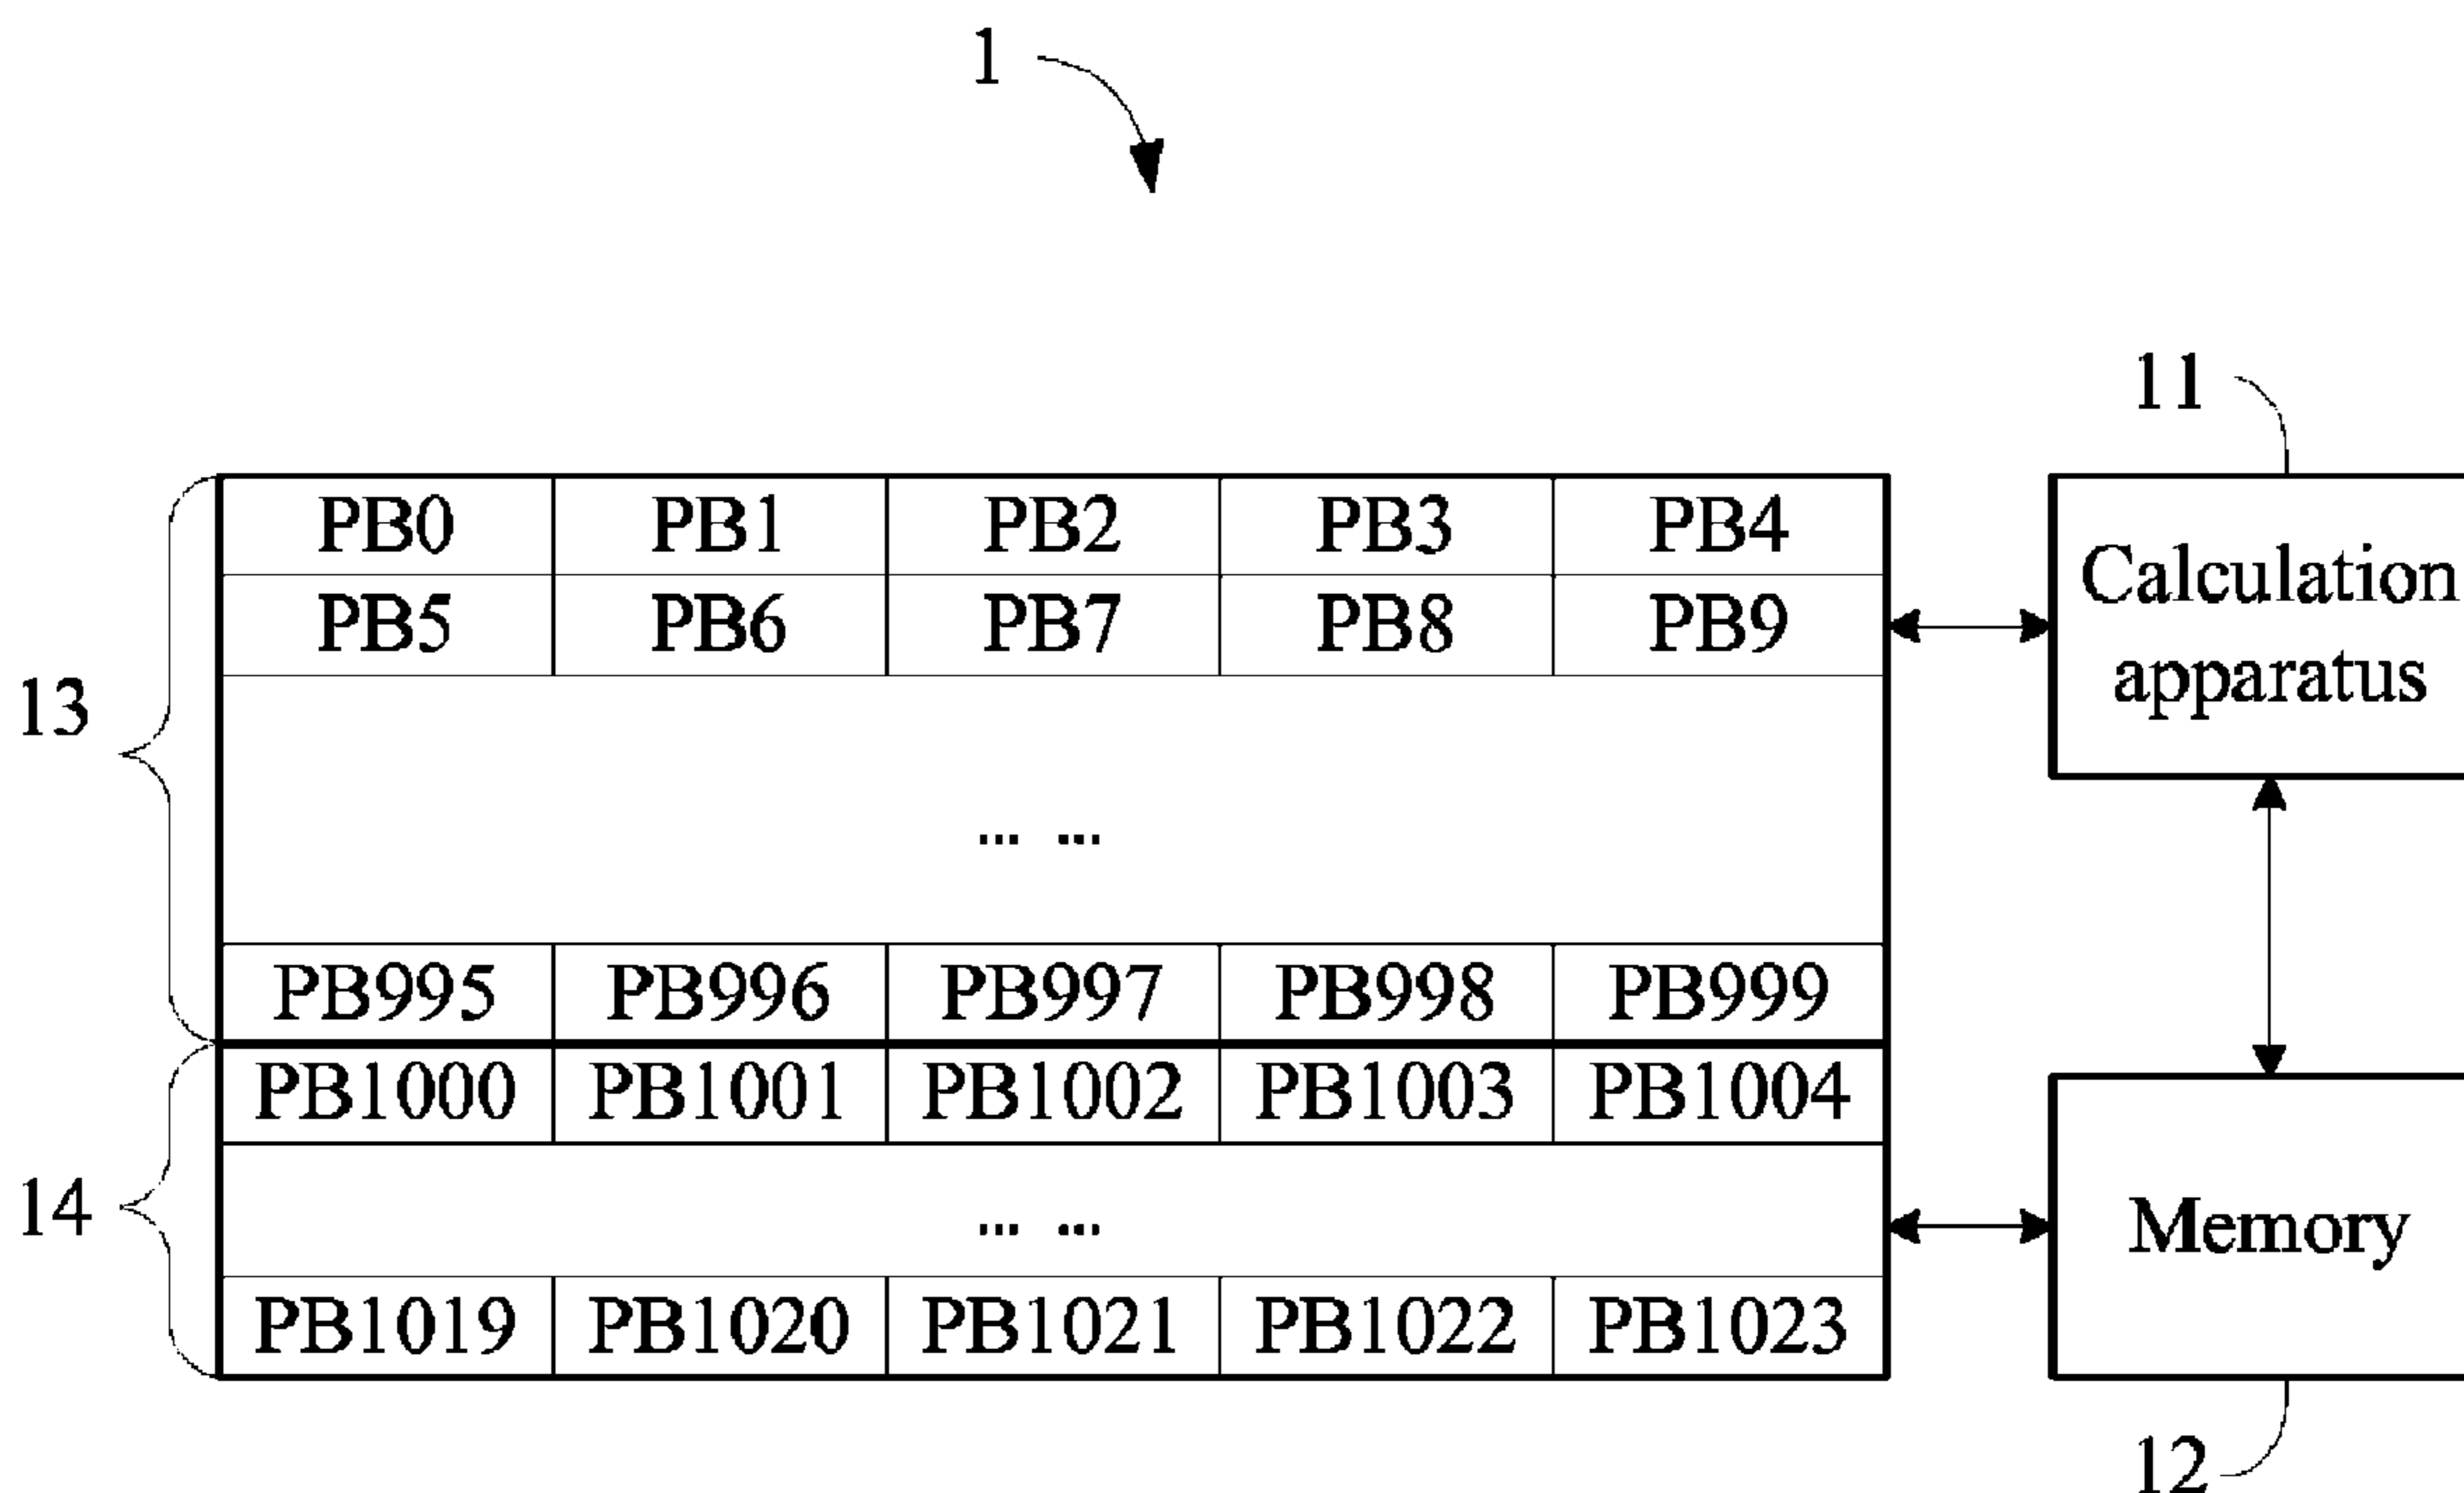 1
11
PB0 PB1 PB2 PB3 PB4
Calculation
apparatus
PB5 PB6 PB7 PB8 PB9
13
... ...
PB995 PB996 PB997 PB998 PB999
PB1000 PB1001 PB1002 PB1003 PB1004
14
... ...
Memory
PB1019 PB1020 PB1021 PB1022 PB1023
12